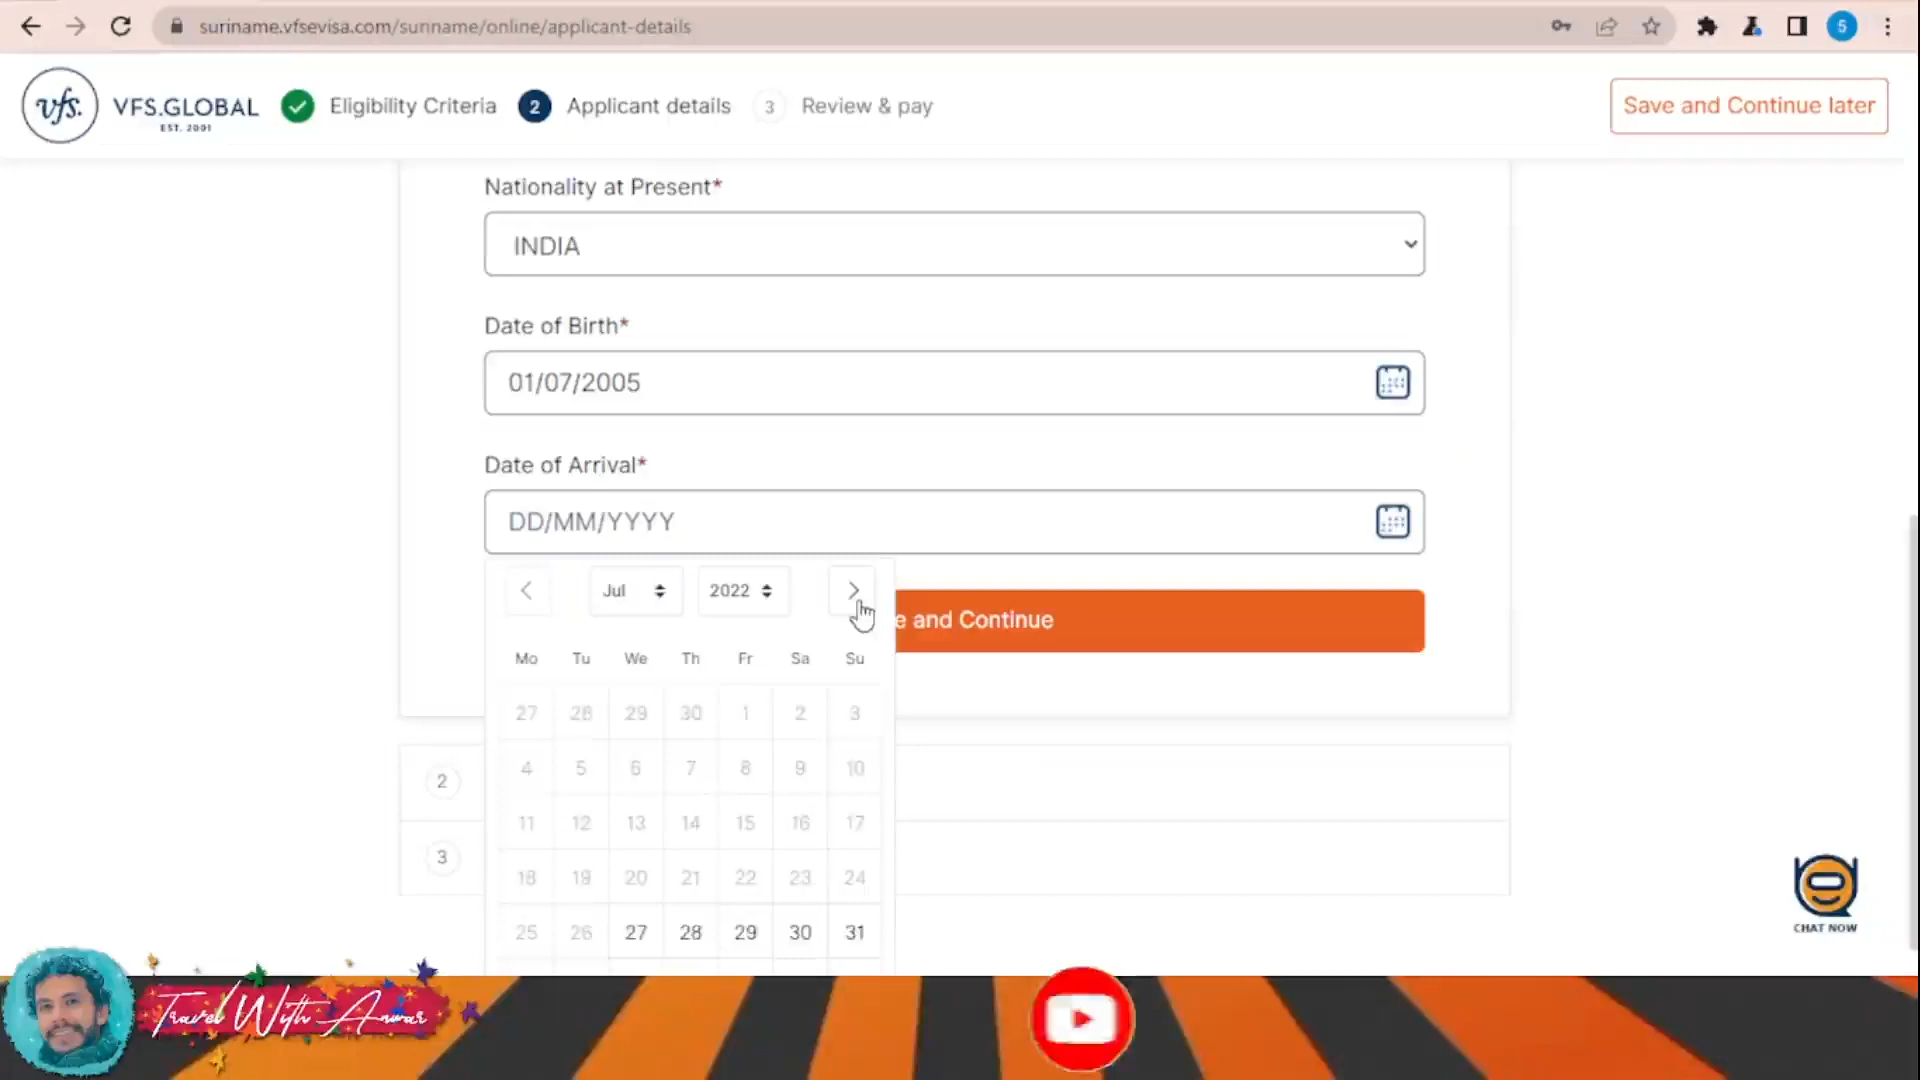 suriname.vfsevisa.com/surıname/online/applicant-details
5
vfs.
VFS.GLOBAL
EST. 2001
Eligibility Criteria
2
Applicant details
3
Review & pay
Save and Continue later
Nationality at Present*
INDIA
Date of Birth*
01/07/2005
Date of Arrival*
DD/MM/YYYY
Jul
2022
e and Continue
Mo Tu We Th Fr Sa Su
27 28 29 30 1 2 3
4 5 6 7 8 9 10
11 12 13 14 15 16 17
18 19 20 21 22 23 24
25 26 27 28 29 30 31
2
3
CHAT NOW
Travel With Anwar